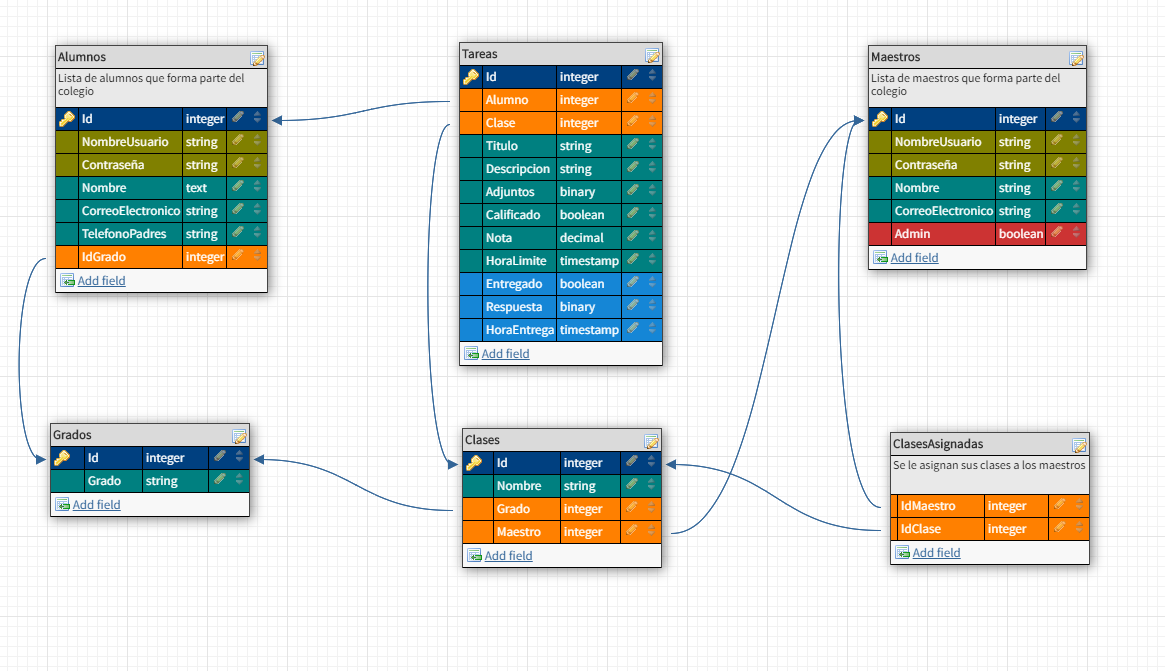 Alumnos
Lista de alumnos que forma parte del
colegio
Id integer
NombreUsuario string
Contraseña string
Nombre text
CorreoElectronico string
TelefonoPadres string
IdGrado integer
Add field
Tareas
Id integer
Alumno integer
Clase integer
Titulo string
Descripcion string
Adjuntos binary
Calificado boolean
Nota decimal
HoraLimite timestamp
Entregado boolean
Respuesta binary
HoraEntrega timestamp
Add field
Maestros
Lista de maestros que forma parte del
colegio
Id integer
NombreUsuario string
Contraseña string
Nombre string
CorreoElectronico string
Admin boolean
Add field
Grados
Id integer
Grado string
Add field
Clases
Id integer
Nombre string
Grado integer
Maestro integer
Add field
ClasesAsignadas
Se le asignan sus clases a los maestros
IdMaestro integer
IdClase integer
Add field